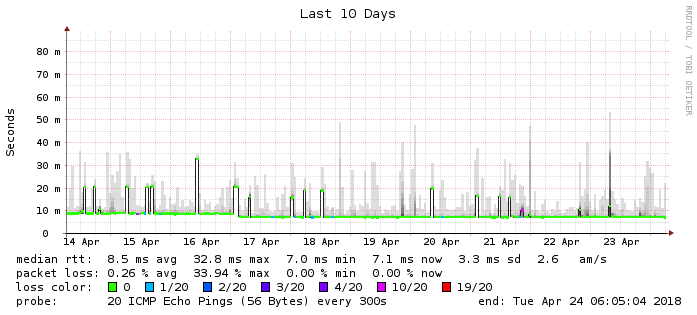 Last 10 Days
RRDTOOL / TOBI OETIKER
Seconds
80 m
70 m
60 m
50 m
40 m
30 m
20 m
10 m
0
14 Apr 15 Apr 16 Apr 17 Apr 18 Apr 19 Apr 20 Apr 21 Apr 22 Apr 23 Apr
median rtt: 8.5 ms avg 32.8 ms max 7.0 ms min 7.1 ms now 3.3 ms sd 2.6 am/s
packet loss: 0.26 % avg 33.94 % max 0.00 % min 0.00 % now
loss color: 0 1/20 2/20 3/20 4/20 10/20 19/20
probe: 20 ICMP Echo Pings (56 Bytes) every 300s end: Tue Apr 24 06:05:04 2018